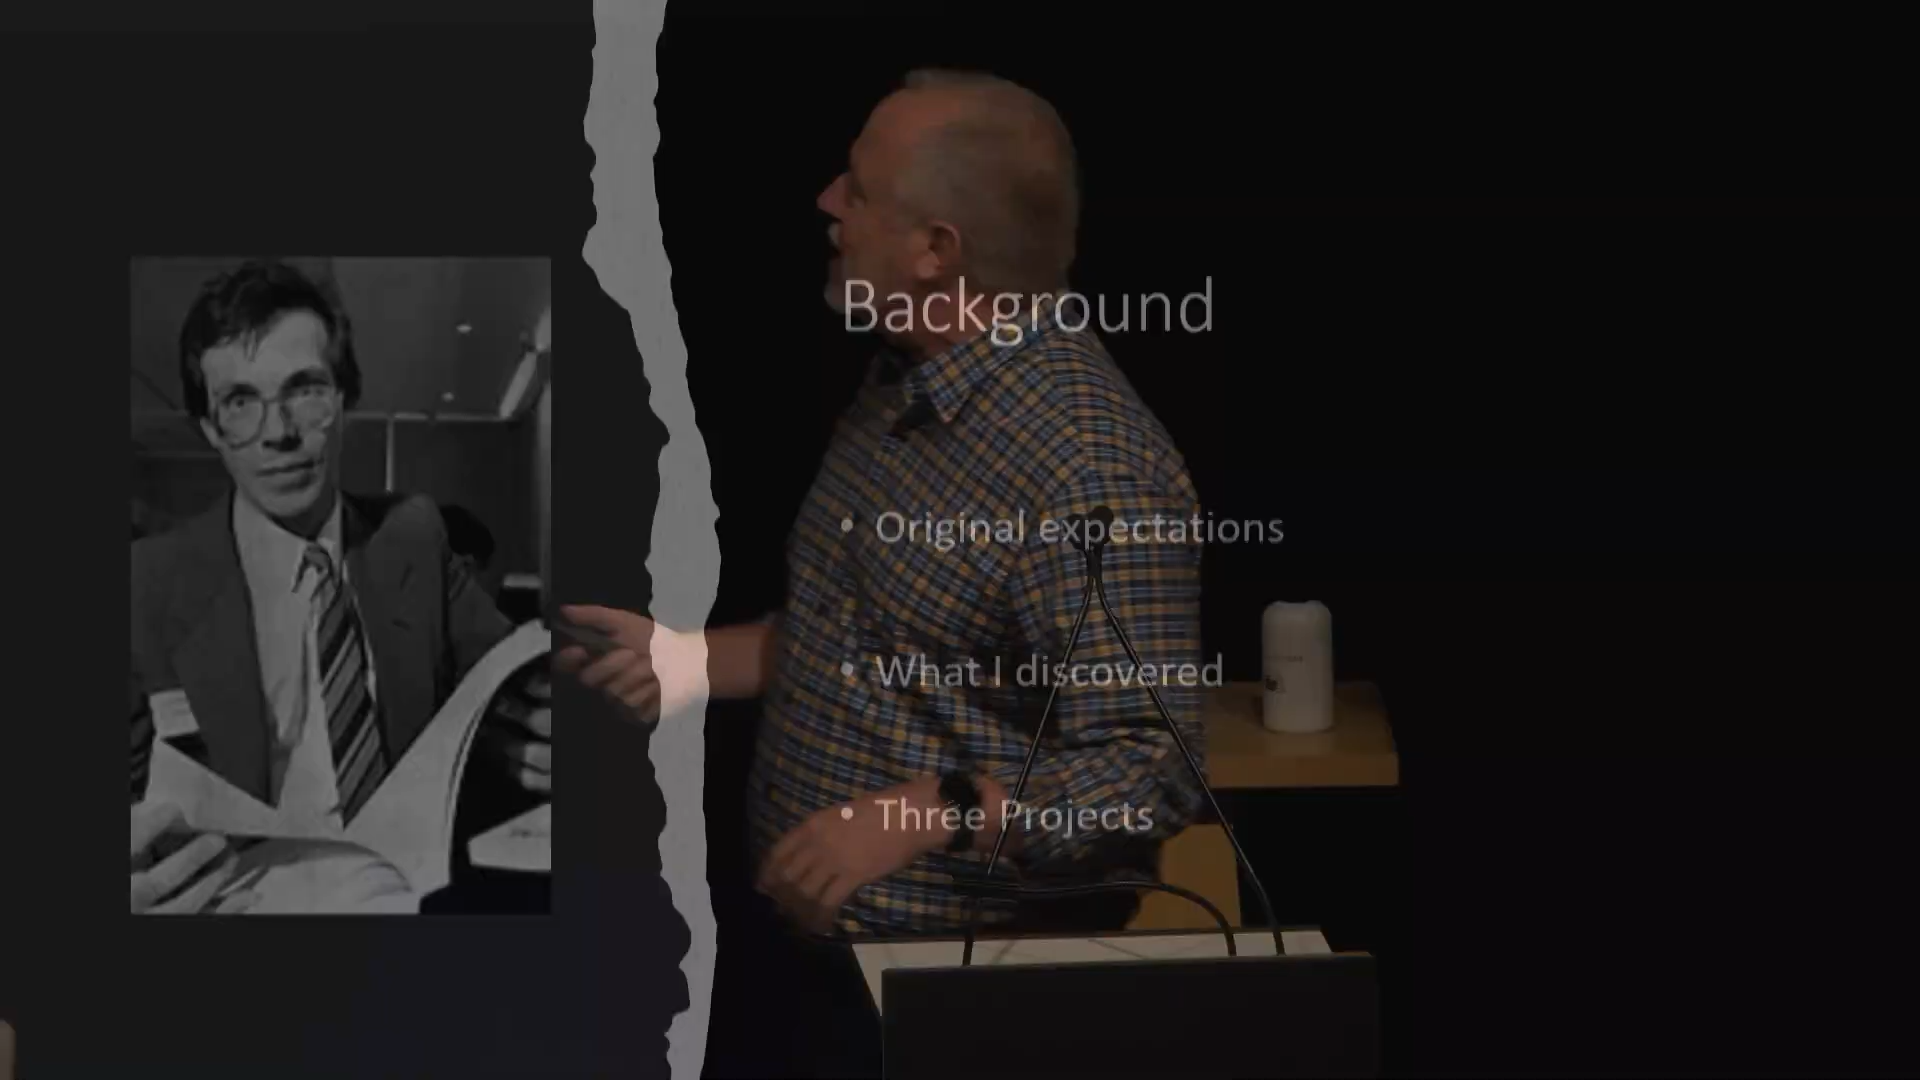 Background
• Original expectations
• What I discovered
• Three Projects